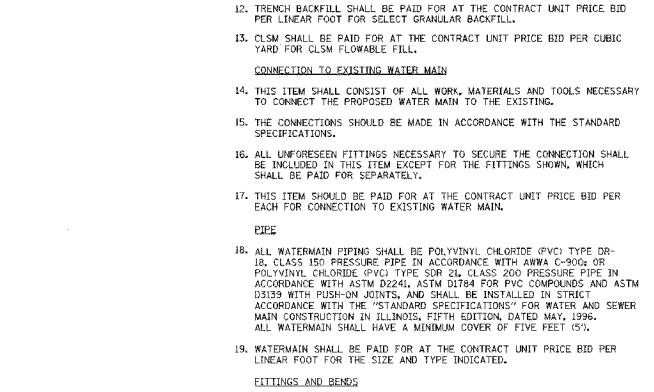 12. TRENCH BACKFILL SHALL BE PAID FOR AT THE CONTRACT UNIT PRICE BID
PER LINEAR FOOT FOR SELECT GRANULAR BACKFILL.
13. CLSM SHALL BE PAID FOR AT THE CONTRACT UNIT PRICE BID PER CUBIC
YARD FOR CLSM FLOWABLE FILL.
CONNECTION TO EXISTING WATER MAIN
14. THIS ITEM SHALL CONSIST OF ALL WORK, MATERIALS AND TOOLS NECESSARY
TO CONNECT THE PROPOSED WATER MAIN TO THE EXISTING.
15. THE CONNECTIONS SHOULD BE MADE IN ACCORDANCE WITH THE STANDARD
SPECIFICATIONS.
16. ALL UNFORESEEN FITTINGS NECESSARY TO SECURE THE CONNECTION SHALL
BE INCLUDED IN THIS ITEM EXCEPT FOR THE FITTINGS SHOWN, WHICH
SHALL BE PAID FOR SEPARATELY.
17. THIS ITEM SHOULD BE PAID FOR AT THE CONTRACT UNIT PRICE BID PER
EACH FOR CONNECTION TO EXISTING WATER MAIN.
PIPE
18. ALL WATERMAIN PIPING SHALL BE POLYVINYL CHLORIDE (PVC) TYPE DR-
18, CLASS 150 PRESSURE PIPE IN ACCORDANCE WITH AWWA C-900; OR
POLYVINYL CHLORIDE (PVC) TYPE SDR 21, CLASS 200 PRESSURE PIPE IN
ACCORDANCE WITH ASTM D2241, ASTM D1784 FOR PVC COMPOUNDS AND ASTM
D3139 WITH PUSH-ON JOINTS, AND SHALL BE INSTALLED IN STRICT
ACCORDANCE WITH THE "STANDARD SPECIFICATIONS" FOR WATER AND SEWER
MAIN CONSTRUCTION IN ILLINOIS, FIFTH EDITION, DATED MAY, 1996.
ALL WATERMAIN SHALL HAVE A MINIMUM COVER OF FIVE FEET (5').
19. WATERMAIN SHALL BE PAID FOR AT THE CONTRACT UNIT PRICE BID PER
LINEAR FOOT FOR THE SIZE AND TYPE INDICATED.
FITTINGS AND BENDS